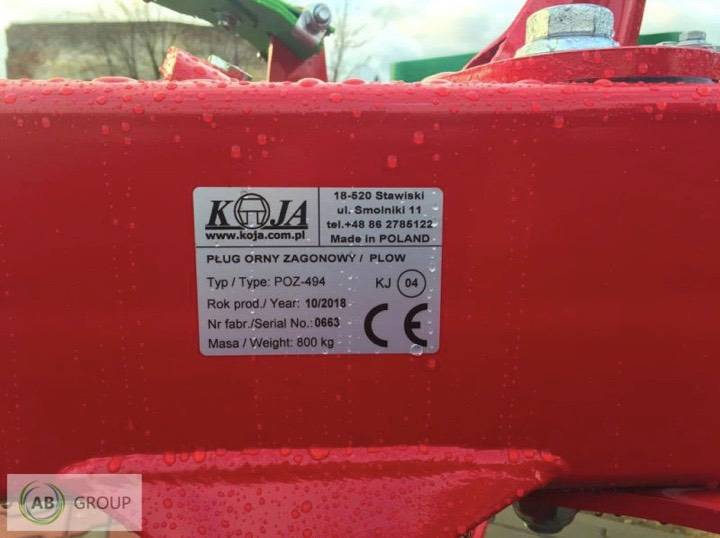 KOJA
www.koja.com.pl
18-520 Stawiski
ul. Smolniki 11
tel.+48 86 2785122
Made in POLAND
PŁUG ORNY ZAGONOWY / PLOW
Typ / Type: POZ-494 KJ 04
Rok prod./ Year: 10/2018
Nr fabr./Serial No.: 0663
Masa / Weight: 800 kg
CE
AB GROUP